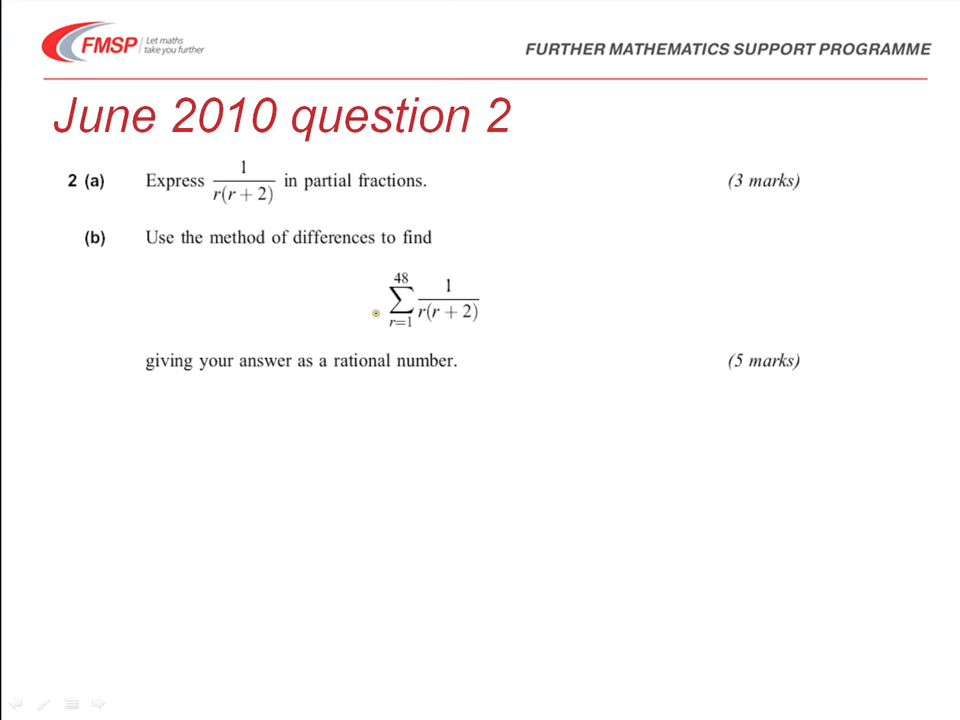 FMSP Let maths
take you further
FURTHER MATHEMATICS SUPPORT PROGRAMME
June 2010 question 2
2 (a) Express 1/(r(r + 2)) in partial fractions. (3 marks)
(b) Use the method of differences to find
48
∑ 1/(r(r + 2))
r=1
giving your answer as a rational number. (5 marks)